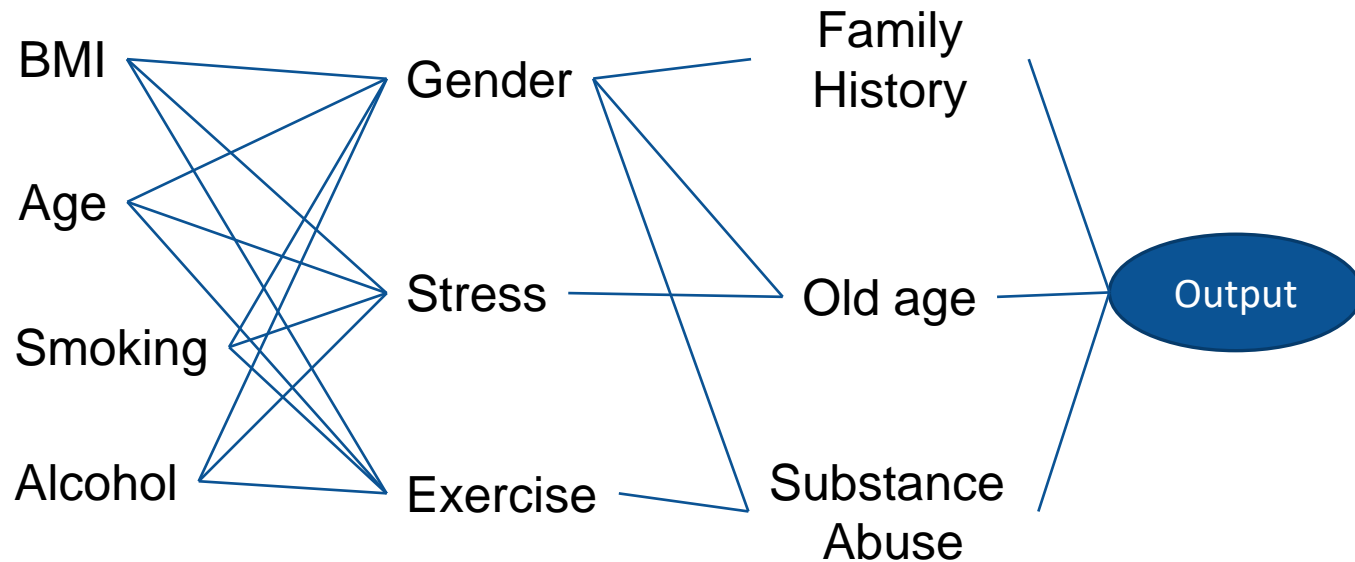 BMI
Age
Smoking
Alcohol
Gender
Stress
Exercise
Family
History
Old age
Substance
Abuse
Output